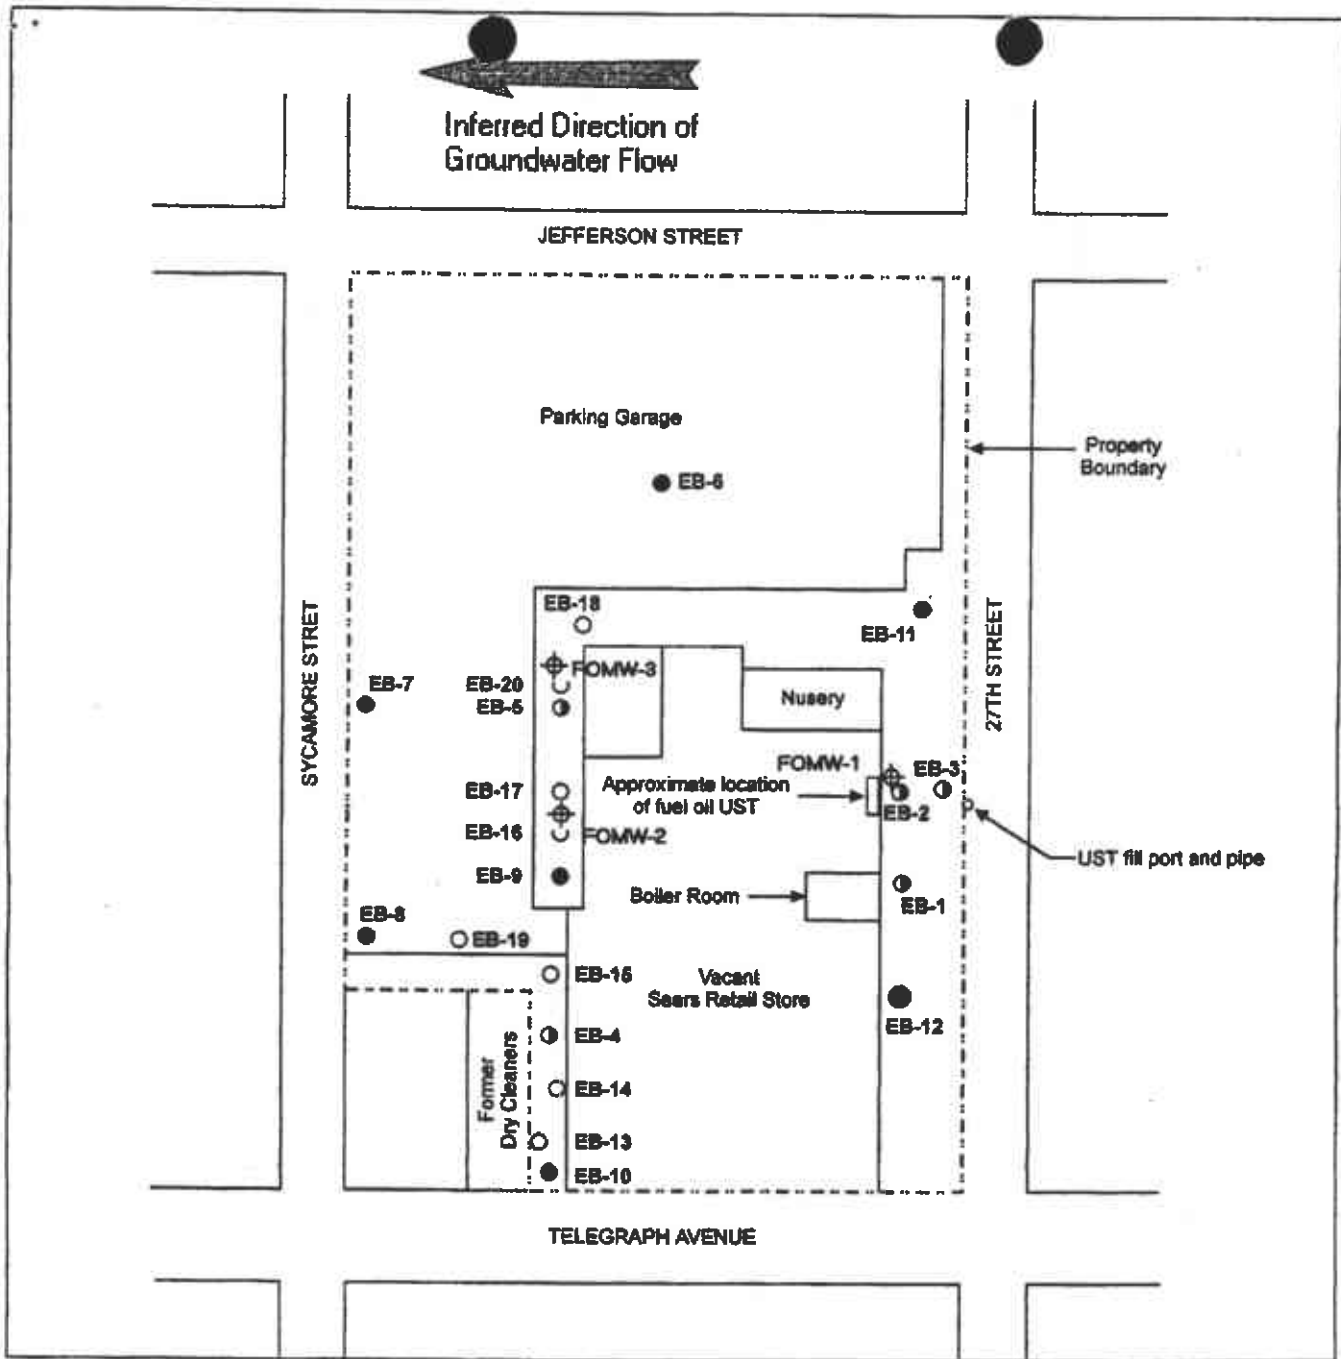 Inferred Direction of
Groundwater Flow
JEFFERSON STREET
Parking Garage
EB-6
Property
Boundary
SYCAMORE STRET
27TH STREET
EB-18
EB-11
FOMW-3
EB-7
EB-20
EB-5
Nusery
FOMW-1
EB-3
EB-17
Approximate location
of fuel oil UST
EB-2
EB-16
FOMW-2
UST fill port and pipe
EB-9
Boiler Room
EB-1
EB-8
EB-19
EB-15
Vacant
Sears Retail Store
EB-12
EB-4
Former
Dry Cleaners
EB-14
EB-13
EB-10
TELEGRAPH AVENUE